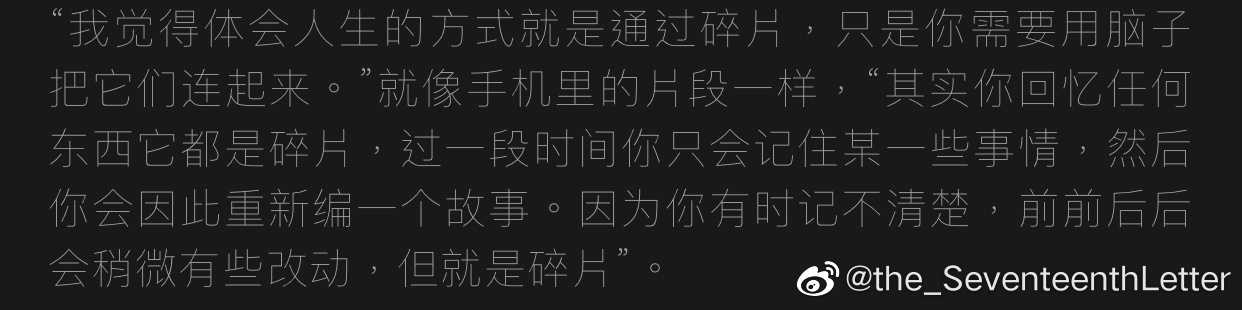 “我觉得体会人生的方式就是通过碎片，只是你需要用脑子
把它们连起来。”就像手机里的片段一样，“其实你回忆任何
东西它都是碎片，过一段时间你只会记住某一些事情，然后
你会因此重新编一个故事。因为你有时记不清楚，前前后后
会稍微有些改动，但就是碎片”。
@the_SeventeenthLetter